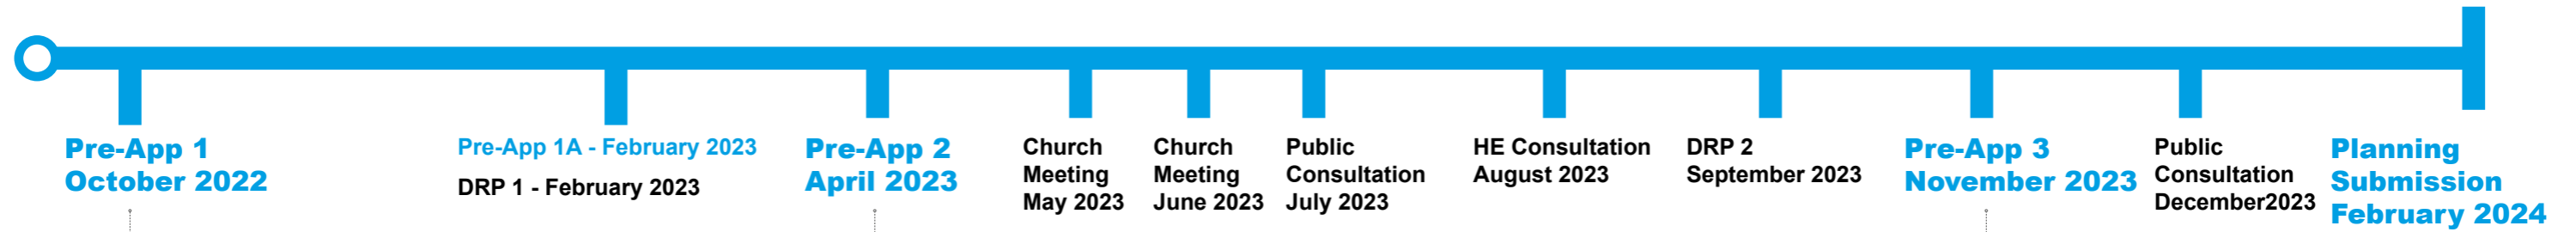 Pre-App 1
October 2022
Pre-App 1A - February 2023
DRP 1 - February 2023
Pre-App 2
April 2023
Church
Meeting
May 2023
Church
Meeting
June 2023
Public
Consultation
July 2023
HE Consultation
August 2023
DRP 2
September 2023
Pre-App 3
November 2023
Public
Consultation
December2023
Planning
Submission
February 2024